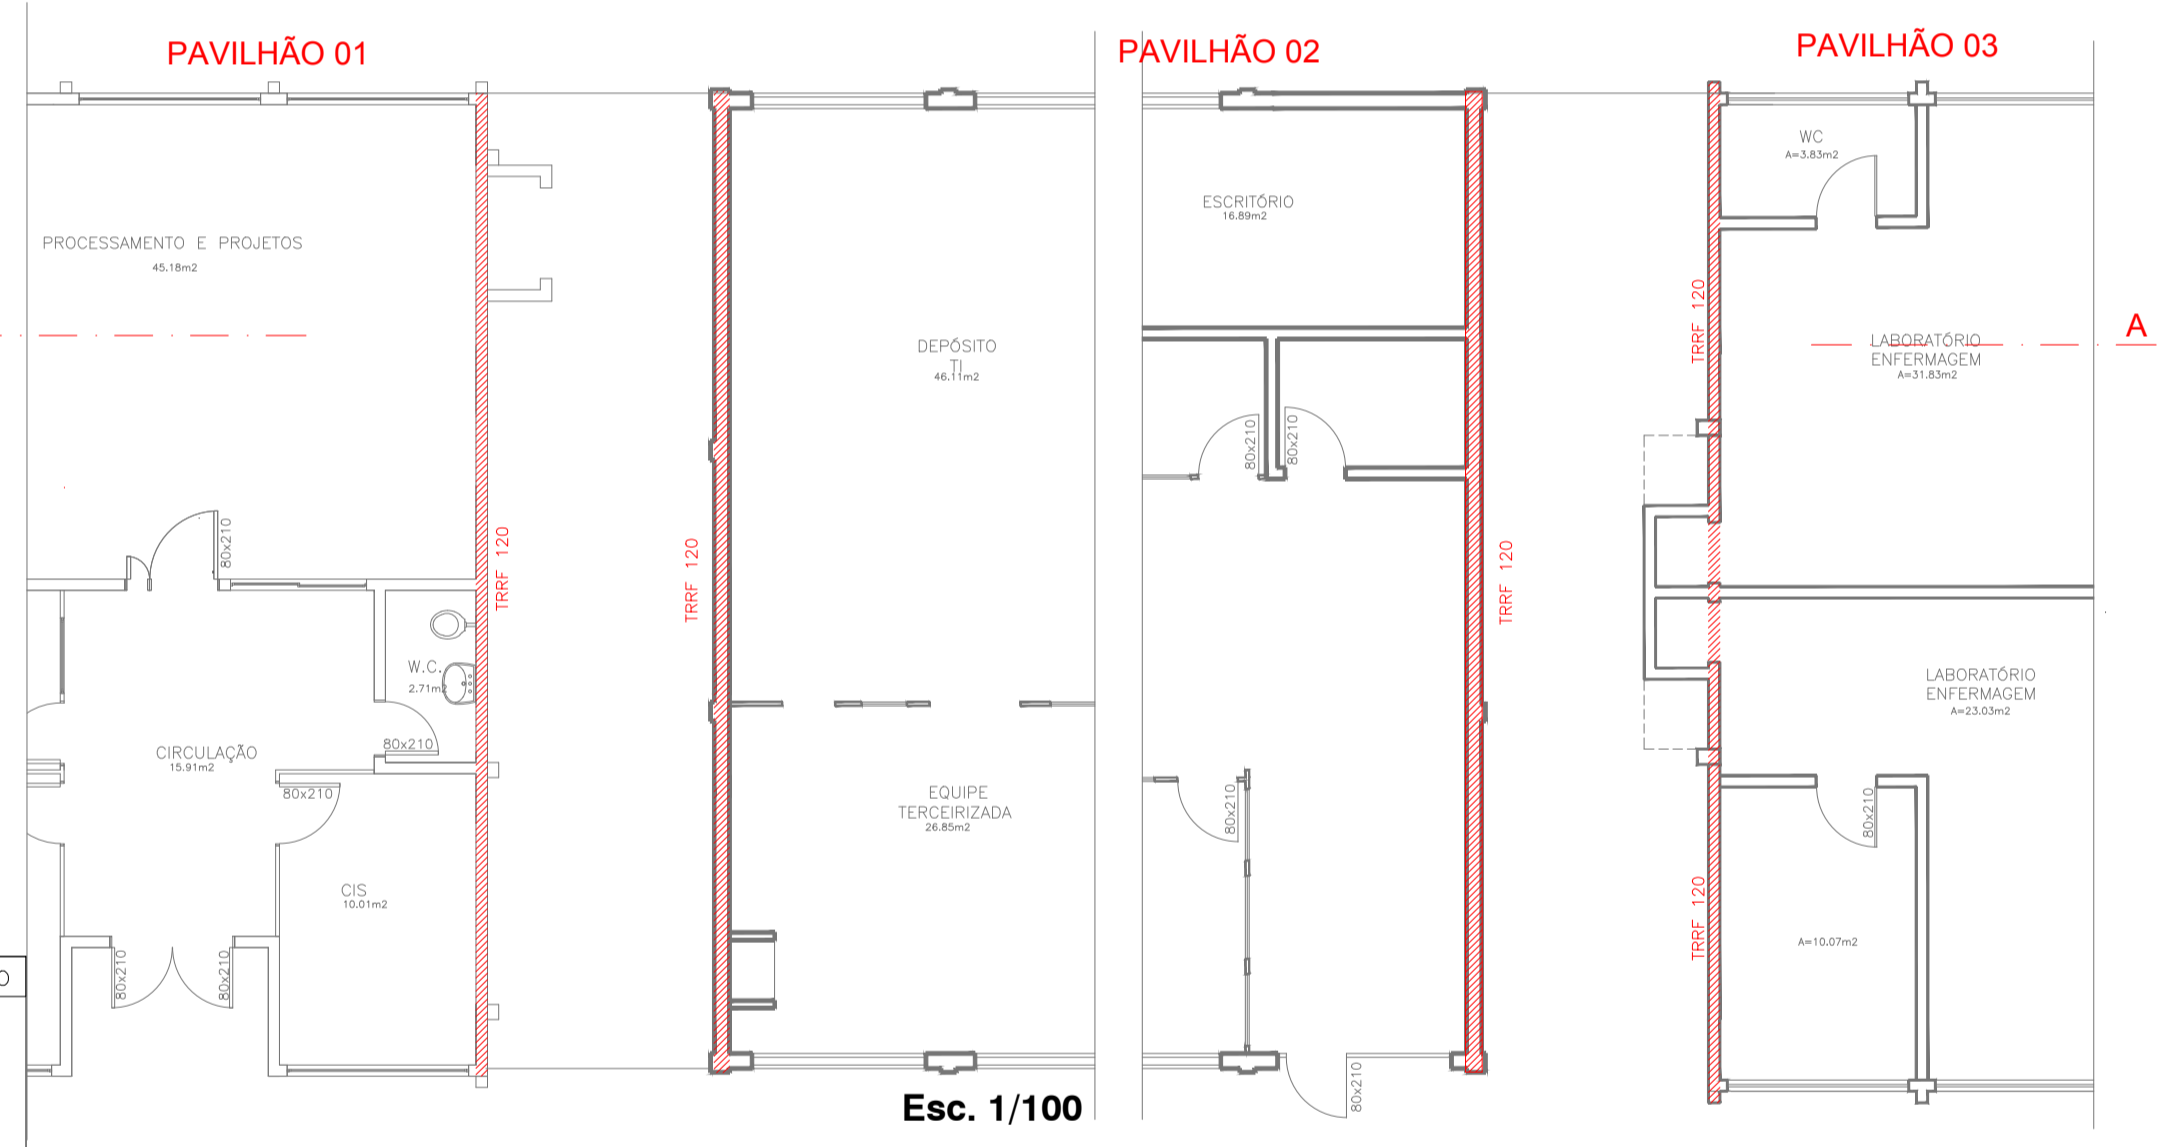 PAVILHÃO 01
PAVILHÃO 02
PAVILHÃO 03
PROCESSAMENTO E PROJETOS
45.18m2
80x210
TRRF 120
W.C.
2.71m2
80x210
CIRCULAÇÃO
15.91m2
80x210
CIS
10.01m2
80x210
80x210
TRRF 120
DEPÓSITO
TI
46.11m2
EQUIPE
TERCEIRIZADA
26.85m2
ESCRITÓRIO
16.89m2
80x210
80x210
80x210
80x210
TRRF 120
WC
A=3.83m2
TRRF 120
LABORATÓRIO
ENFERMAGEM
A=31.83m2
A
LABORATÓRIO
ENFERMAGEM
A=23.03m2
80x210
TRRF 120
A=10.07m2
Esc. 1/100